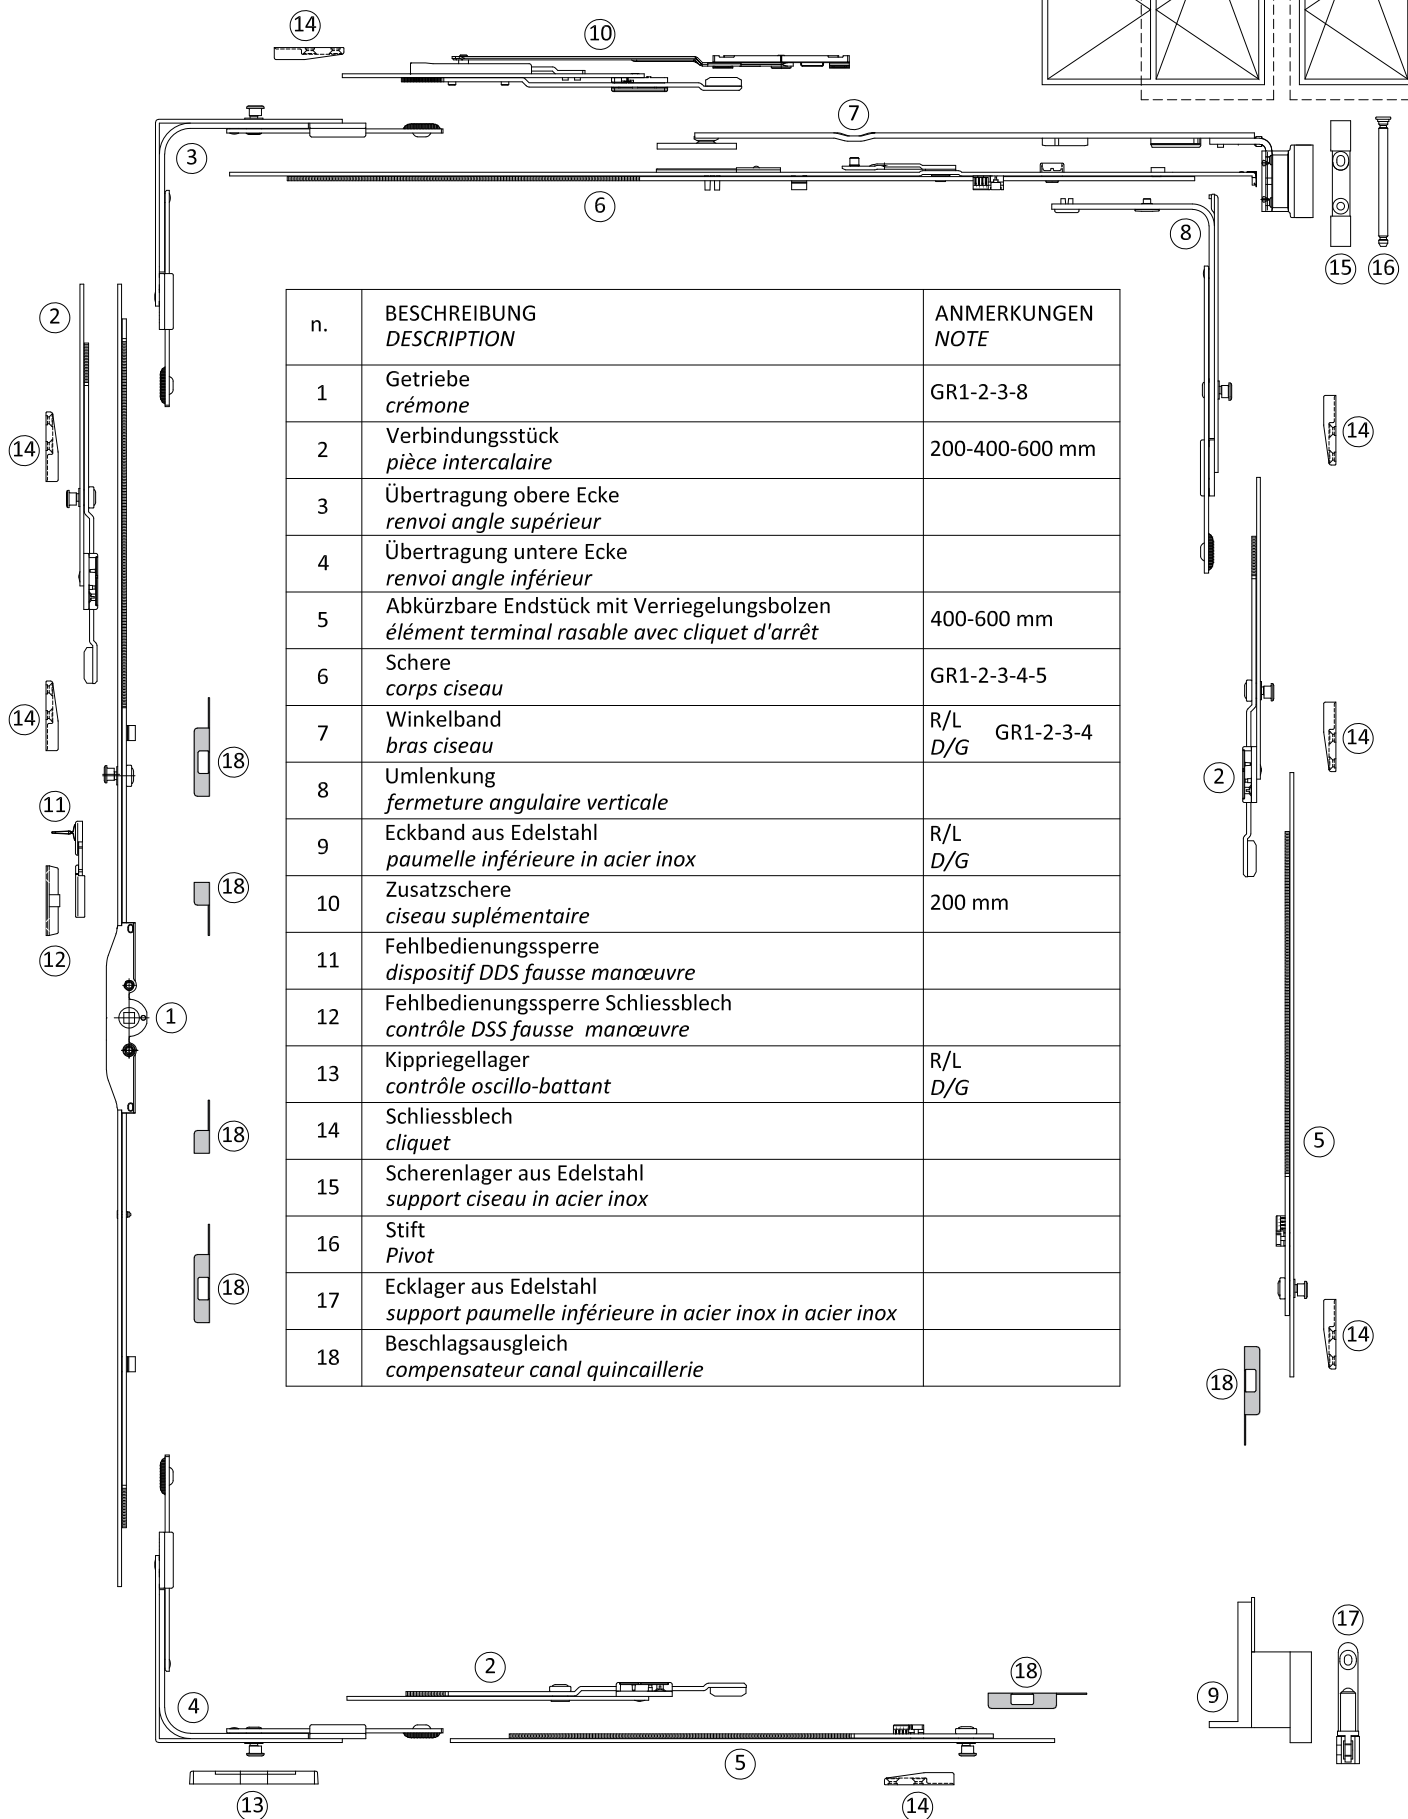 14
10
7
3
6
8
15
16
2
14
14
11
12
1
18
18
18
18
n. BESCHREIBUNG ANMERKUNGEN
DESCRIPTION NOTE
1 Getriebe GR1-2-3-8
crémone
2 Verbindungsstück 200-400-600 mm
pièce intercalaire
3 Übertragung obere Ecke
renvoi angle supérieur
4 Übertragung untere Ecke
renvoi angle inférieur
5 Abkürzbare Endstück mit Verriegelungsbolzen 400-600 mm
élément terminal rasable avec cliquet d'arrêt
6 Schere GR1-2-3-4-5
corps ciseau
7 Winkelband R/L GR1-2-3-4
bras ciseau D/G
8 Umlenkung
fermeture angulaire verticale
9 Eckband aus Edelstahl R/L
paumelle inférieure in acier inox D/G
10 Zusatzschere 200 mm
ciseau suplémentaire
11 Fehlbedienungssperre
dispositif DDS fausse manœuvre
12 Fehlbedienungssperre Schliessblech
contrôle DSS fausse manœuvre
13 Kippriegellager R/L
contrôle oscillo-battant D/G
14 Schliessblech
cliquet
15 Scherenlager aus Edelstahl
support ciseau in acier inox
16 Stift
Pivot
17 Ecklager aus Edelstahl
support paumelle inférieure in acier inox in acier inox
18 Beschlagsausgleich
compensateur canal quincaillerie
14
14
2
5
14
18
2
18
17
9
4
5
13
14